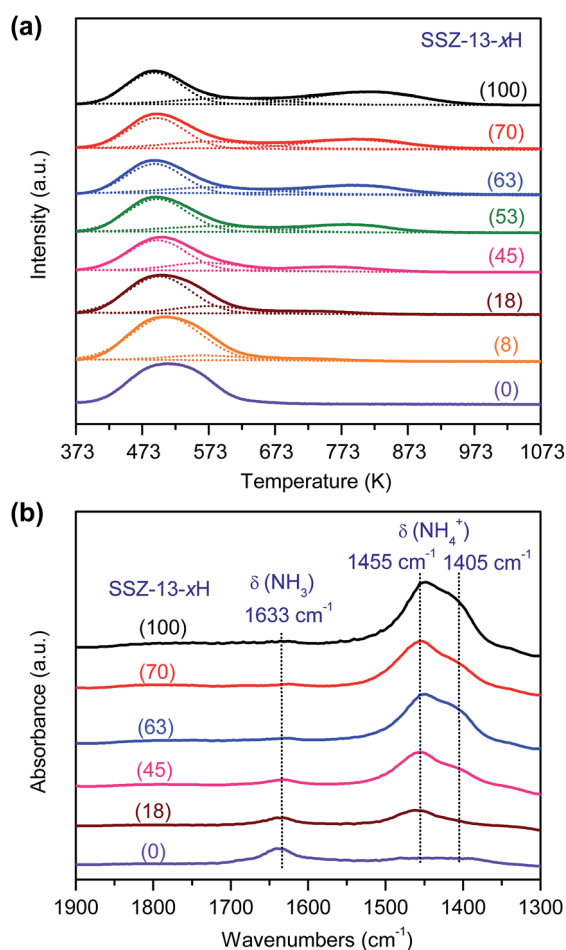 (a)
SSZ-13-xH
(100)
(70)
(63)
(53)
(45)
(18)
(8)
(0)
Intensity (a.u.)
373 473 573 673 773 873 973 1073
Temperature (K)
(b)
δ (NH₄⁺)
1455 cm⁻¹ 1405 cm⁻¹
δ (NH₃)
SSZ-13-xH
1633 cm⁻¹
(100)
(70)
(63)
(45)
(18)
(0)
Absorbance (a.u.)
1900 1800 1700 1600 1500 1400 1300
Wavenumbers (cm⁻¹)